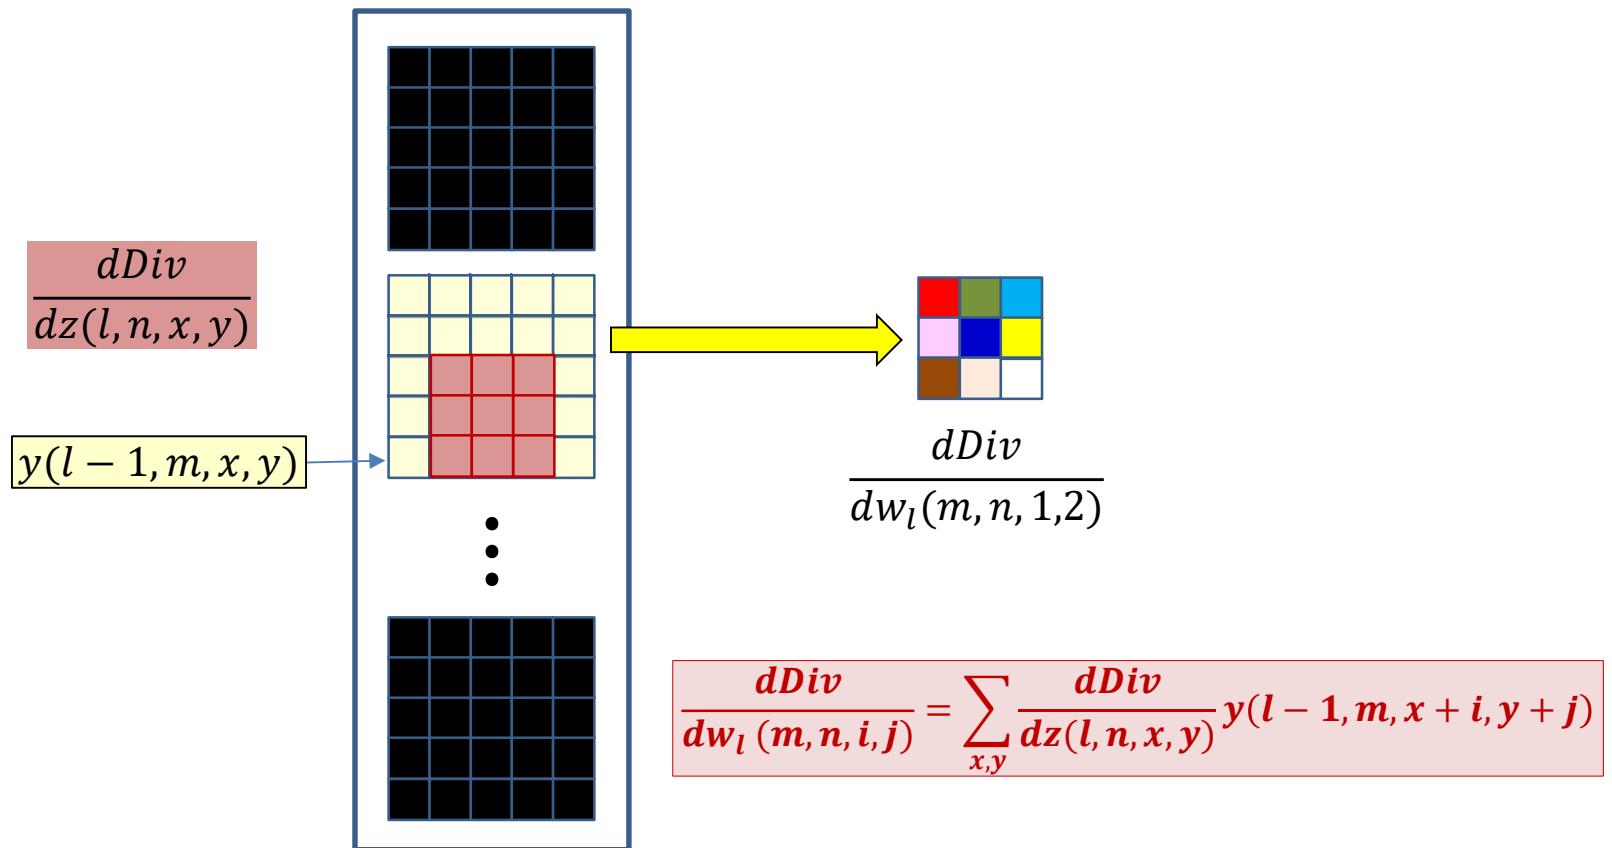 dDiv
dz(l, n, x, y)
y(l − 1, m, x, y)
dDiv
dw_l(m, n, 1,2)
dDiv / dw_l (m, n, i, j) = ∑_{x,y} dDiv / dz(l, n, x, y) y(l − 1, m, x + i, y + j)